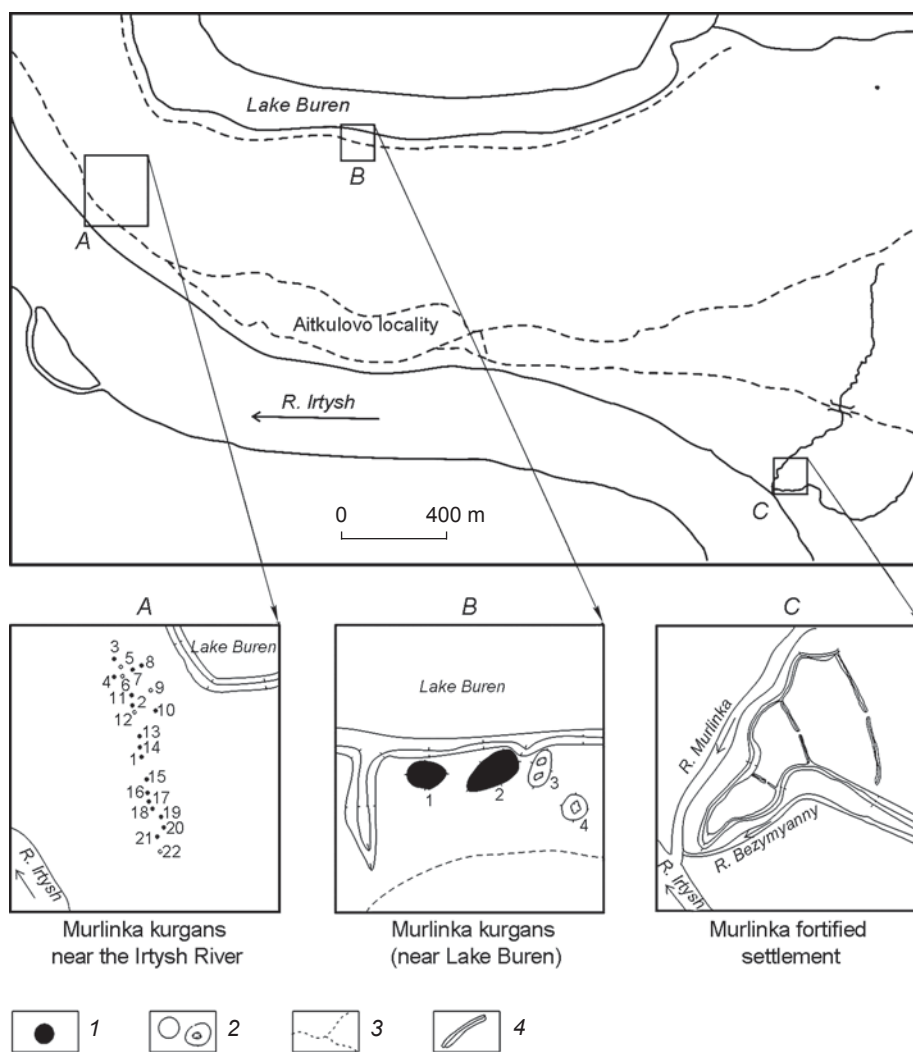 Lake Buren
B
A
Aitkulovo locality
R. Irtysh
0 400 m
C
A
B
C
3
5
8
4
7
6
9
11
2
10
12
13
14
1
15
16
17
18
19
20
21
22
Lake Buren
R. Irtysh
Lake Buren
1
2
3
4
R. Murlinka
R. Bezymyanny
R. Irtysh
Murlinka kurgans
near the Irtysh River
Murlinka kurgans
(near Lake Buren)
Murlinka fortified
settlement
1
2
3
4